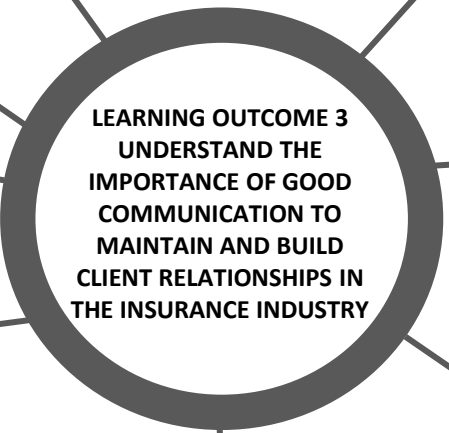 LEARNING OUTCOME 3
UNDERSTAND THE
IMPORTANCE OF GOOD
COMMUNICATION TO
MAINTAIN AND BUILD
CLIENT RELATIONSHIPS IN
THE INSURANCE INDUSTRY